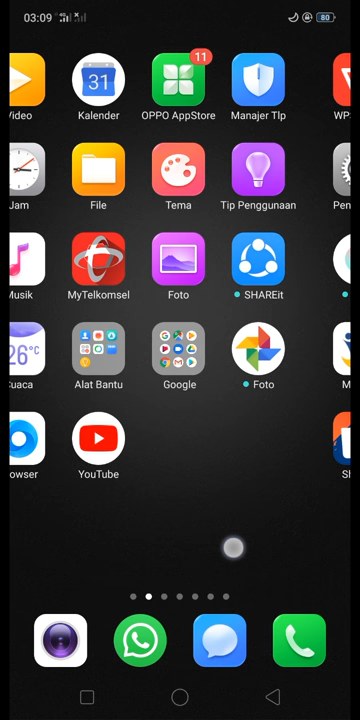 03:09 80
11
Video Kalender OPPO AppStore Manajer Tlp WP
Jam File Tema Tip Penggunaan Pen
Musik MyTelkomsel Foto SHAREit
26°C
uaca Alat Bantu Google Foto M
owser YouTube Sh